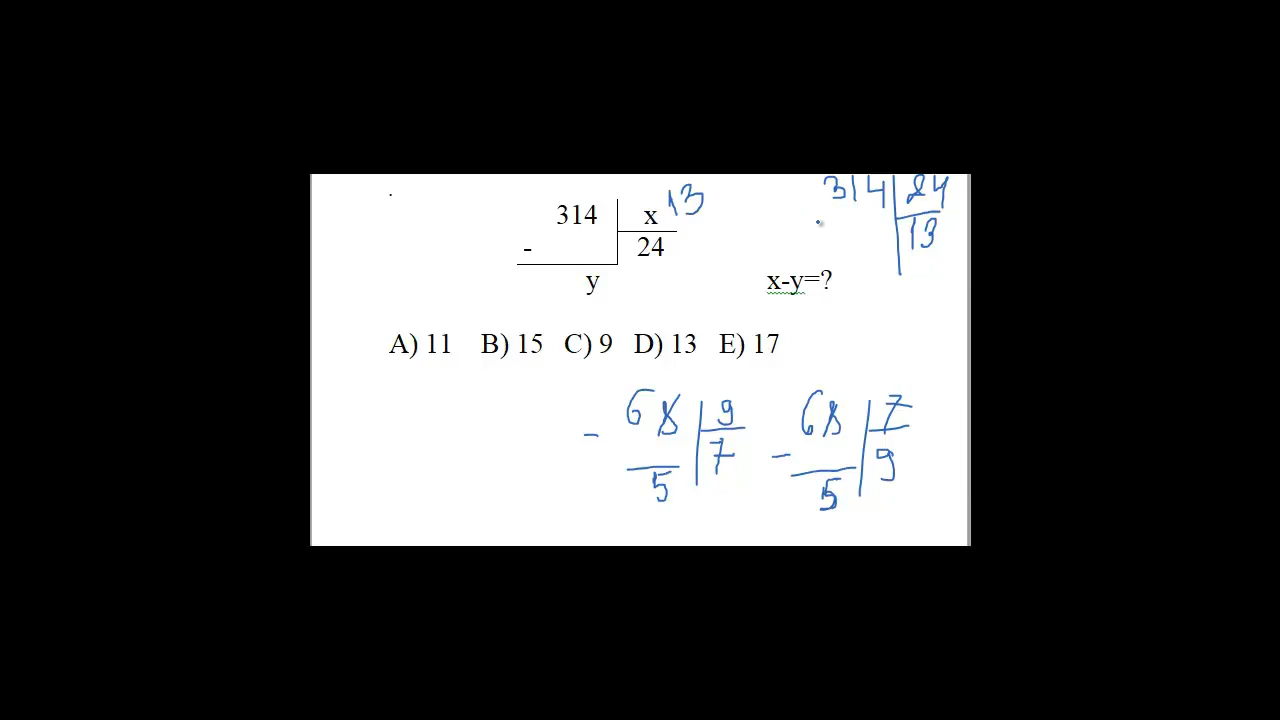 314 x 13
- 24
y x-y=?
314 24
13
A) 11 B) 15 C) 9 D) 13 E) 17
- 68 9
7
5
- 68 7
9
5